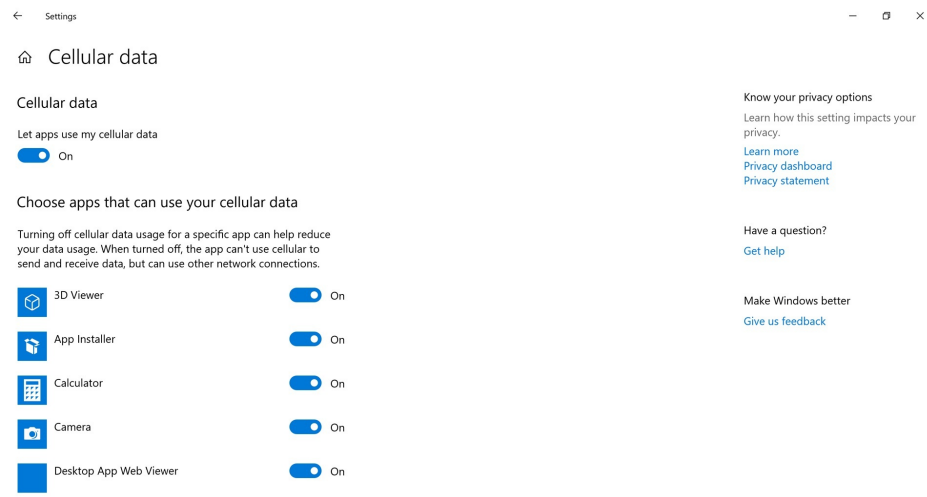 Settings
Cellular data
Cellular data
Let apps use my cellular data
On
Choose apps that can use your cellular data
Turning off cellular data usage for a specific app can help reduce
your data usage. When turned off, the app can't use cellular to
send and receive data, but can use other network connections.
3D Viewer On
App Installer On
Calculator On
Camera On
Desktop App Web Viewer On
Know your privacy options
Learn how this setting impacts your
privacy.
Learn more
Privacy dashboard
Privacy statement
Have a question?
Get help
Make Windows better
Give us feedback